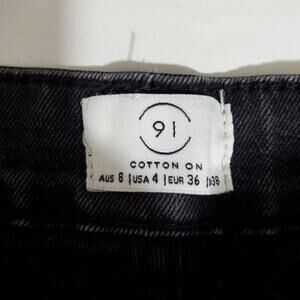 91
COTTON ON
AUS 8 | USA 4 | EUR 36 |